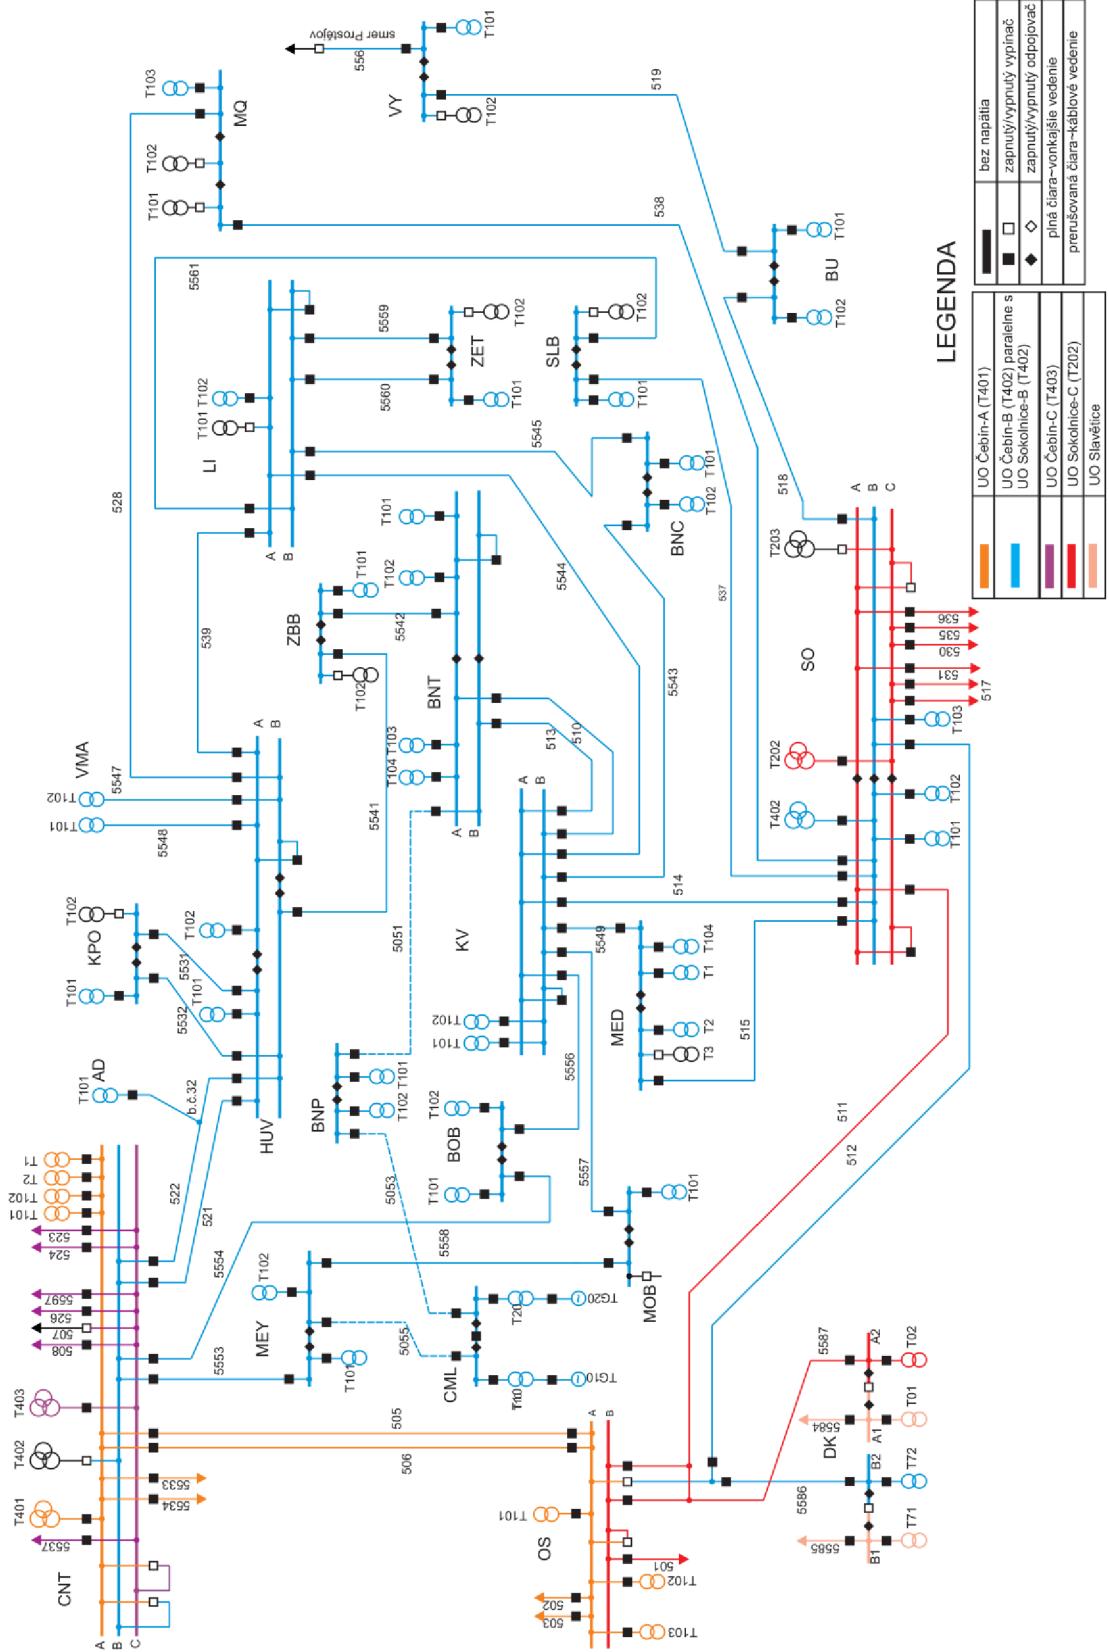 CNT
A
B
C
5537
T401
5534
5533
T402
T403
508
507
526
5597
524
523
T101
T102
T2
T1
505
506
5553
5554
521
522
b.č.32
AD
T101
KPO
T101
T102
5532
5531
T101
T102
HUV
A
B
VMA
T101
T102
5548
5547
528
539
5541
MQ
T101
T102
T103
LI
T101
T102
A
B
5561
5559
5560
5545
5544
ZBB
T102
T101
5542
ZET
T101
T102
SLB
T101
T102
VY
T102
T101
556
smer Prostějov
519
538
BU
T102
T101
BNT
T104
T103
T102
T101
A
B
5051
513
510
5543
BNC
T102
T101
537
518
KV
T101
T102
A
B
514
5549
5556
5557
BNP
T102
T101
5053
BOB
T101
T102
MEY
T101
T102
5055
5558
CML
T20
TG20
TG10
MOB
T101
MED
T3
T2
T1
T104
515
SO
T402
T202
T203
A
B
C
T101
T102
T103
517
531
530
535
536
511
512
OS
T101
A
B
503
502
501
T103
T102
DK
5585
5586
5584
5587
B1
B2
A1
A2
T71
T72
T01
T02
LEGENDA
UO Čebín-A (T401)
UO Čebín-B (T402) paralelne s
UO Sokolnice-B (T402)
UO Čebín-C (T403)
UO Sokolnice-C (T202)
UO Slavětice
bez napätia
zapnutý/vypnutý vypínač
zapnutý/vypnutý odpojovač
plná čiara~vonkajšie vedenie
prerušovaná čiara~káblové vedenie